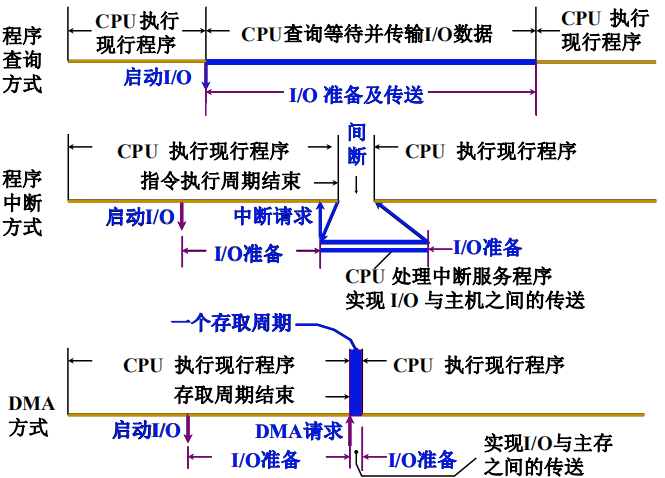 程序
查询
方式
CPU 执行
现行程序
CPU查询等待并传输I/O数据
CPU 执行
现行程序
启动I/O
I/O 准备及传送
程序
中断
方式
CPU 执行现行程序
间
断
CPU 执行现行程序
指令执行周期结束
启动I/O
中断请求
I/O准备
I/O准备
CPU 处理中断服务程序
实现 I/O 与主机之间的传送
一个存取周期
DMA
方式
CPU 执行现行程序
CPU 执行现行程序
存取周期结束
启动I/O
DMA请求
I/O准备
I/O准备
实现I/O与主存
之间的传送